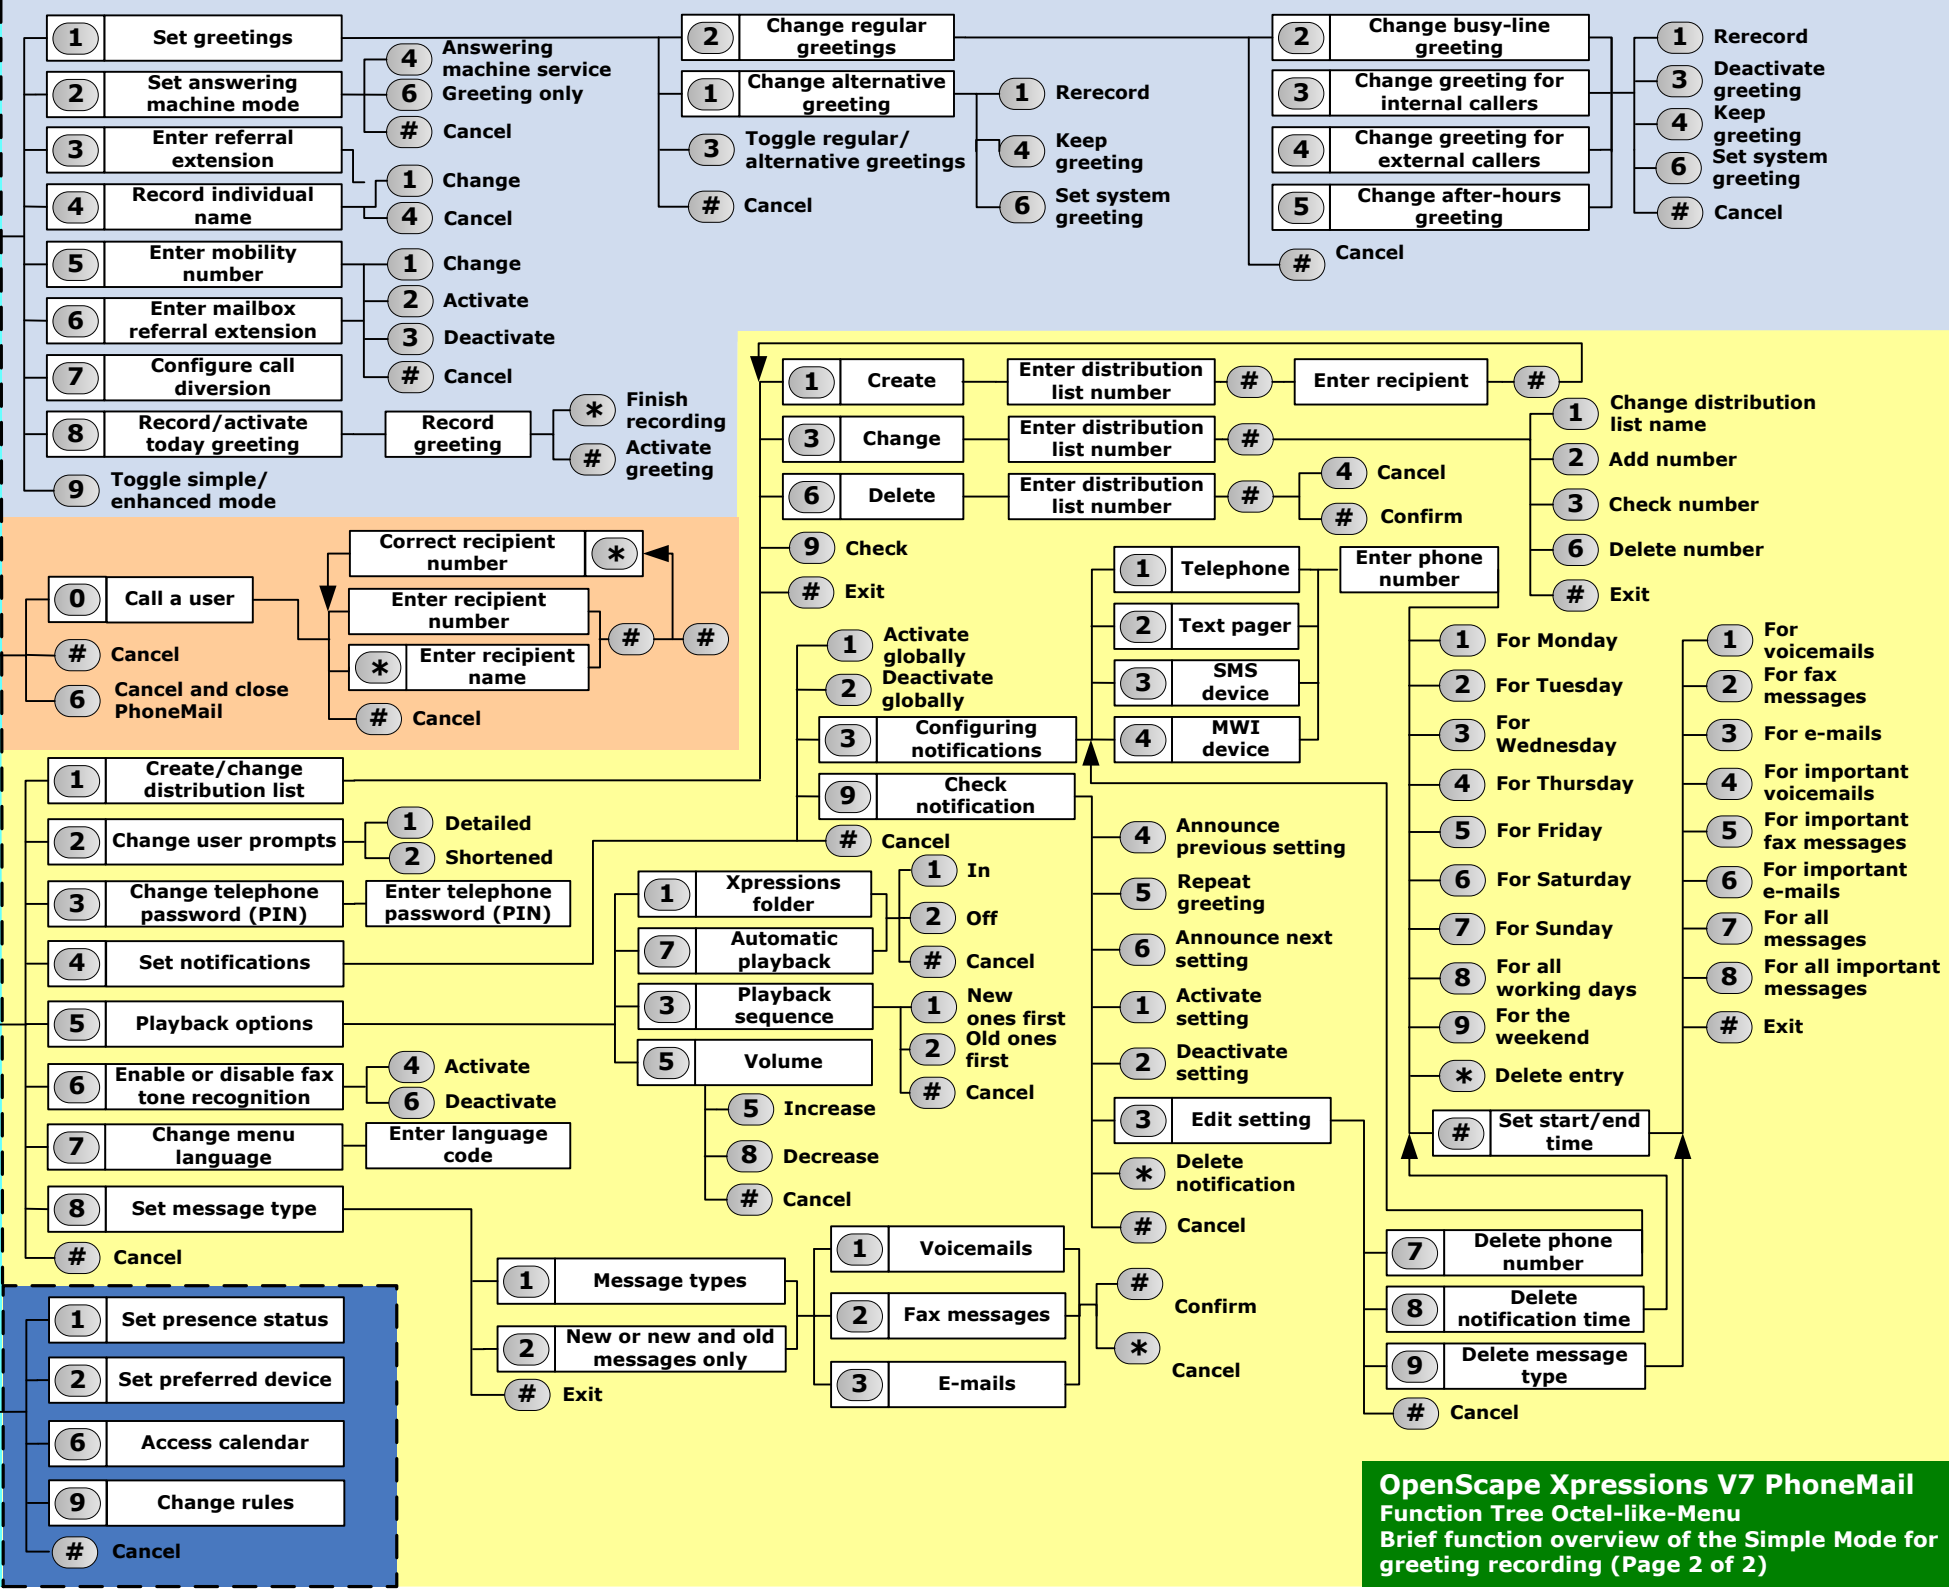 1 Set greetings
2 Set answering
machine mode
3 Enter referral
extension
4 Record individual
name
5 Enter mobility
number
6 Enter mailbox
referral extension
7 Configure call
diversion
8 Record/activate
today greeting
9 Toggle simple/
enhanced mode
4 Answering
machine service
6 Greeting only
# Cancel
1 Change
4 Cancel
1 Change
2 Activate
3 Deactivate
# Cancel
Record
greeting
* Finish
recording
# Activate
greeting
2 Change regular
greetings
1 Change alternative
greeting
3 Toggle regular/
alternative greetings
# Cancel
1 Rerecord
4 Keep
greeting
6 Set system
greeting
2 Change busy-line
greeting
3 Change greeting for
internal callers
4 Change greeting for
external callers
5 Change after-hours
greeting
# Cancel
1 Rerecord
3 Deactivate
greeting
4 Keep
greeting
6 Set system
greeting
# Cancel
0 Call a user
# Cancel
6 Cancel and close
PhoneMail
Correct recipient
number *
Enter recipient
number
* Enter recipient
name
# Cancel
# #
1 Create
Enter distribution
list number
#
Enter recipient
#
3 Change
Enter distribution
list number
#
6 Delete
Enter distribution
list number
#
4 Cancel
# Confirm
9 Check
# Exit
1 Change distribution
list name
2 Add number
3 Check number
6 Delete number
# Exit
1 Create/change
distribution list
2 Change user prompts
1 Detailed
2 Shortened
3 Change telephone
password (PIN)
Enter telephone
password (PIN)
4 Set notifications
5 Playback options
6 Enable or disable fax
tone recognition
4 Activate
6 Deactivate
7 Change menu
language
Enter language
code
8 Set message type
# Cancel
1 Activate
globally
2 Deactivate
globally
3 Configuring
notifications
9 Check
notification
# Cancel
1 Telephone
2 Text pager
3 SMS
device
4 MWI
device
Enter phone
number
1 For Monday
2 For Tuesday
3 For
Wednesday
4 For Thursday
5 For Friday
6 For Saturday
7 For Sunday
8 For all
working days
9 For the
weekend
* Delete entry
# Set start/end
time
1 For
voicemails
2 For fax
messages
3 For e-mails
4 For important
voicemails
5 For important
fax messages
6 For important
e-mails
7 For all
messages
8 For all important
messages
# Exit
1 Xpressions
folder
7 Automatic
playback
3 Playback
sequence
5 Volume
1 In
2 Off
# Cancel
1 New
ones first
2 Old ones
first
# Cancel
5 Increase
8 Decrease
# Cancel
4 Announce
previous setting
5 Repeat
greeting
6 Announce next
setting
1 Activate
setting
2 Deactivate
setting
3 Edit setting
* Delete
notification
# Cancel
7 Delete phone
number
8 Delete
notification time
9 Delete message
type
# Cancel
1 Message types
2 New or new and old
messages only
# Exit
1 Voicemails
2 Fax messages
3 E-mails
#
Confirm
*
Cancel
1 Set presence status
2 Set preferred device
6 Access calendar
9 Change rules
# Cancel
OpenScape Xpressions V7 PhoneMail
Function Tree Octel-like-Menu
Brief function overview of the Simple Mode for
greeting recording (Page 2 of 2)